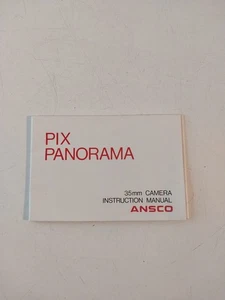 PIX
PANORAMA
35mm CAMERA
INSTRUCTION MANUAL
ANSCO